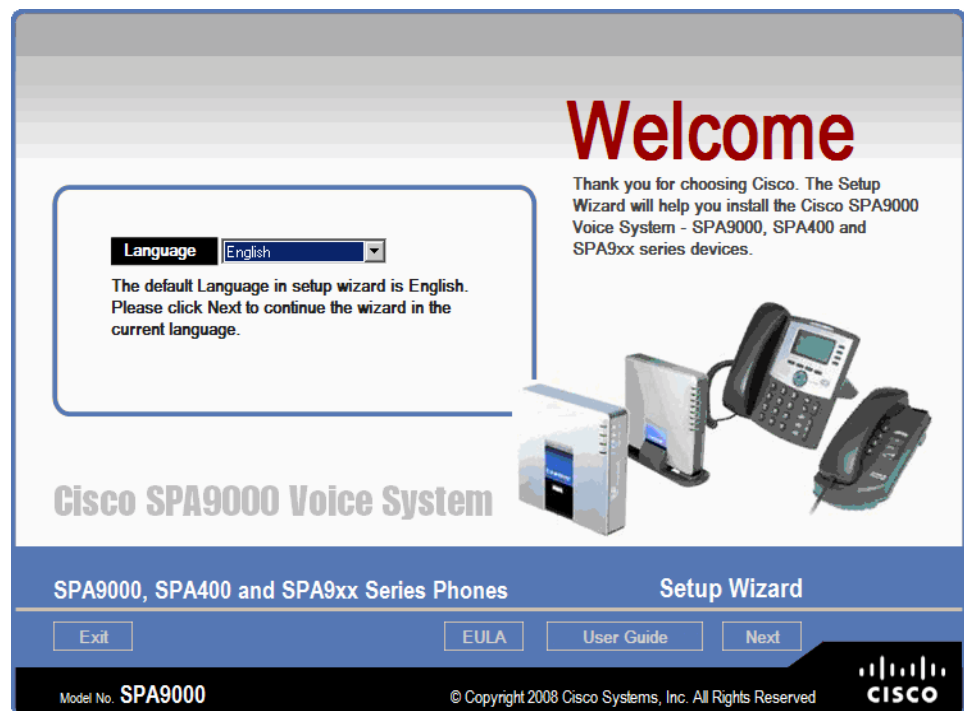 Welcome
Thank you for choosing Cisco. The Setup
Wizard will help you install the Cisco SPA9000
Voice System - SPA9000, SPA400 and
SPA9xx series devices.
Language English
The default Language in setup wizard is English.
Please click Next to continue the wizard in the
current language.
Cisco SPA9000 Voice System
SPA9000, SPA400 and SPA9xx Series Phones Setup Wizard
Exit EULA User Guide Next
Model No. SPA9000 © Copyright 2008 Cisco Systems, Inc. All Rights Reserved
CISCO